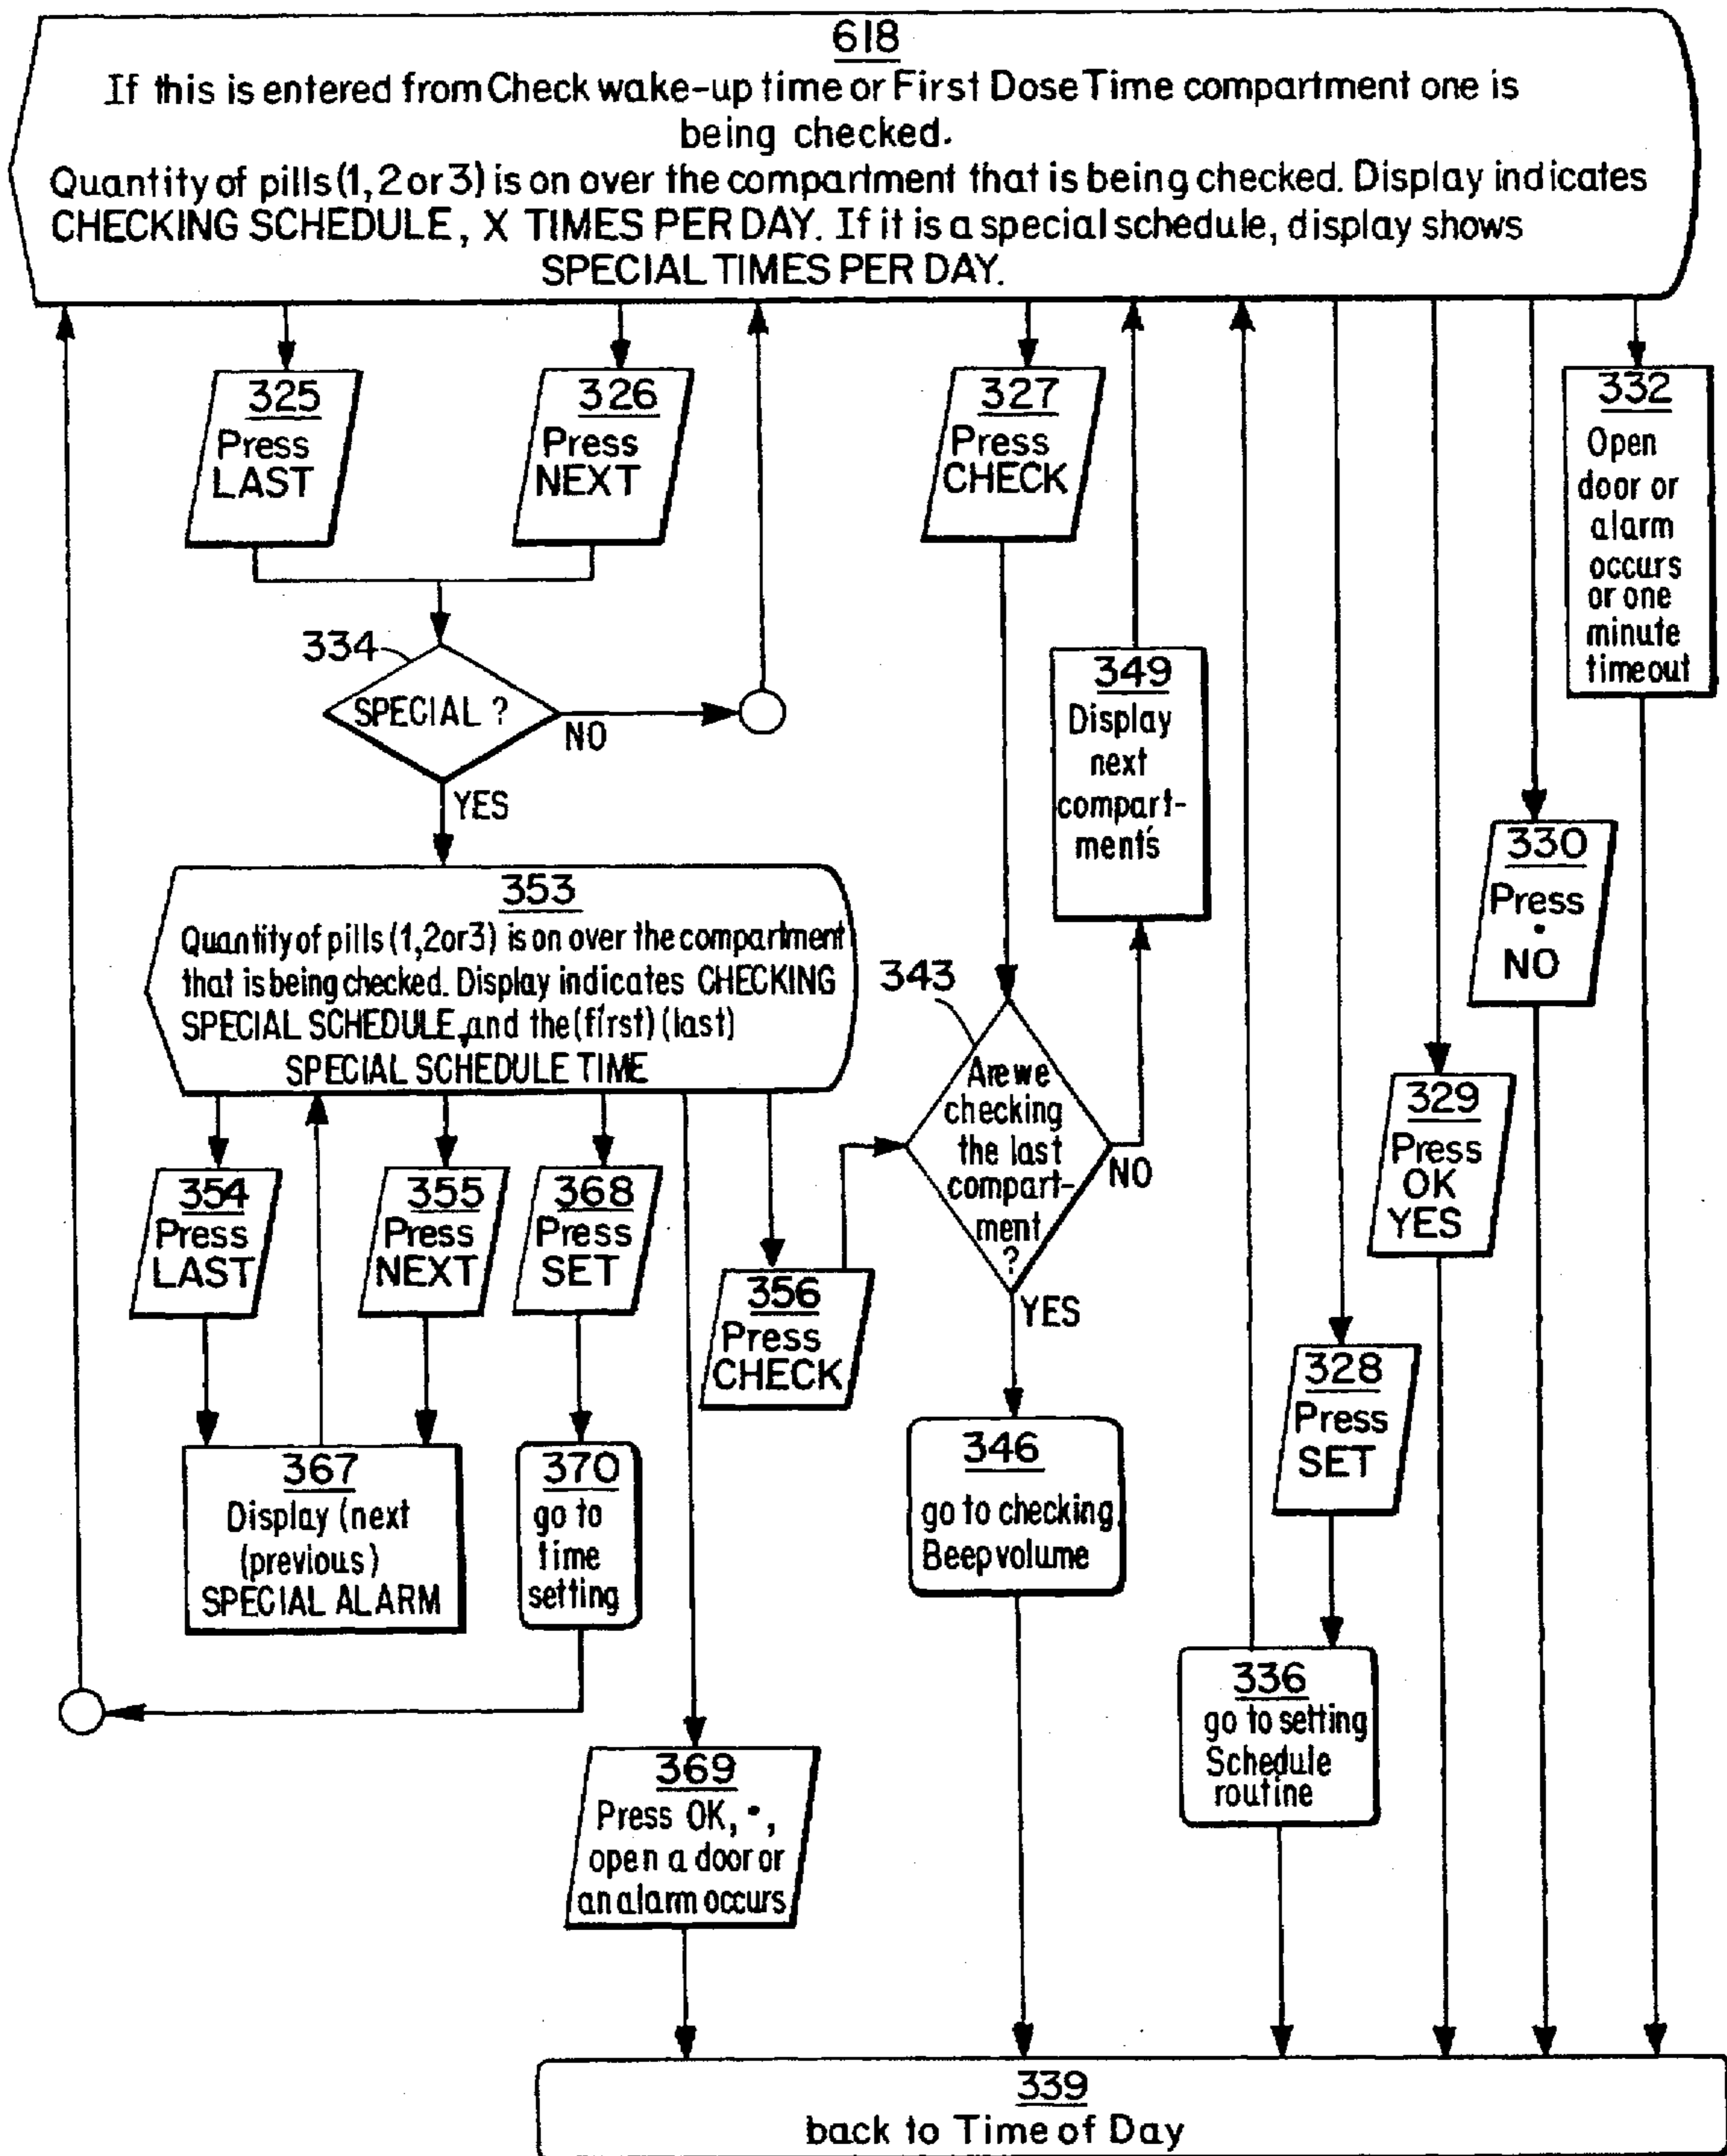 618
If this is entered from Check wake-up time or First Dose Time compartment one is
being checked.
Quantity of pills (1, 2 or 3) is on over the compartment that is being checked. Display indicates
CHECKING SCHEDULE, X TIMES PER DAY. If it is a special schedule, display shows
SPECIAL TIMES PER DAY.
325
Press
LAST
326
Press
NEXT
327
Press
CHECK
332
Open
door or
alarm
occurs
or one
minute
timeout
334
SPECIAL ?
NO
YES
349
Display
next
compart-
ment's
330
Press
•
NO
353
Quantity of pills (1,2 or 3) is on over the compartment
that is being checked. Display indicates CHECKING
SPECIAL SCHEDULE, and the (first) (last)
SPECIAL SCHEDULE TIME
343
Are we
checking
the last
compart-
ment
?
NO
YES
329
Press
OK
YES
354
Press
LAST
355
Press
NEXT
368
Press
SET
356
Press
CHECK
328
Press
SET
367
Display (next
(previous)
SPECIAL ALARM
370
go to
time
setting
346
go to checking
Beep volume
336
go to setting
Schedule
routine
369
Press OK, •,
open a door or
an alarm occurs
339
back to Time of Day